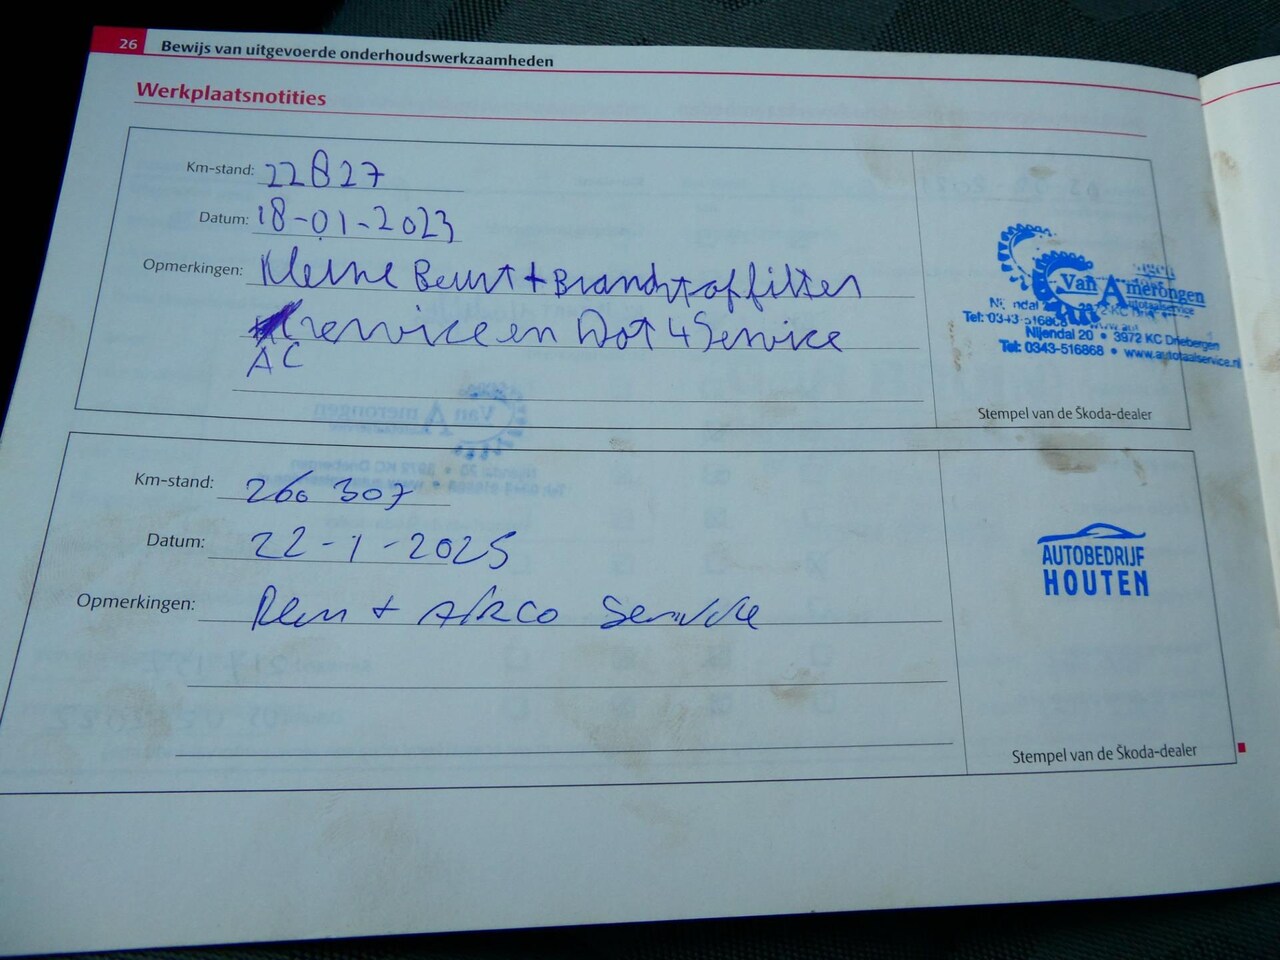 26 Bewijs van uitgevoerde onderhoudswerkzaamheden
Werkplaatsnotities
Km-stand: 22827
Datum: 18-01-2023
Opmerkingen: Kleine Beurt + Brandstoffilter
service en Dot 4 Service
AC
Van Amerongen
Autotaalservice
Nijendal 20 • 3972 KC Driebergen
Tel: 0343-516868 • www.autotaalservice.nl
Stempel van de Škoda-dealer
Km-stand: 260 307
Datum: 22-1-2025
Opmerkingen: Rem + Airco Service
AUTOBEDRIJF
HOUTEN
Stempel van de Škoda-dealer